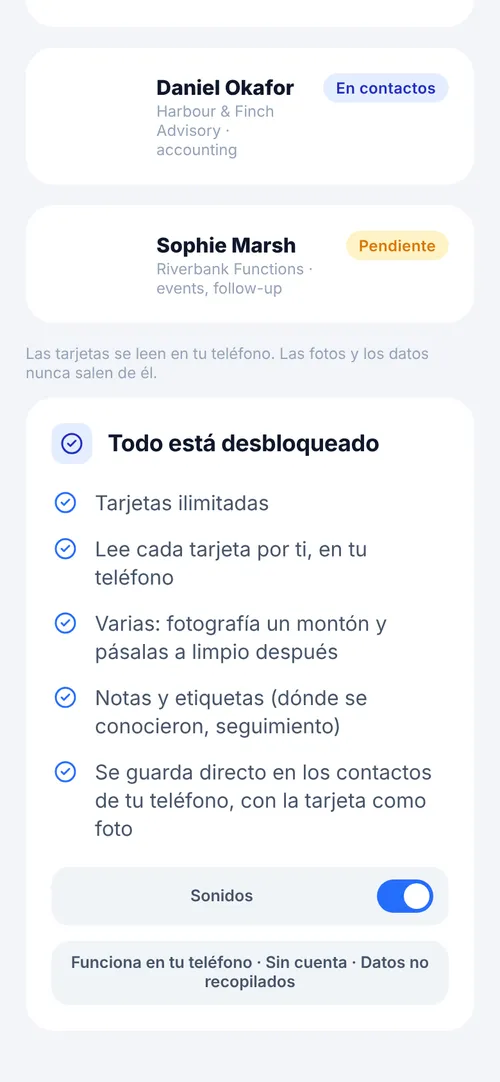 Daniel Okafor
En contactos
Harbour & Finch
Advisory ·
accounting
Sophie Marsh
Pendiente
Riverbank Functions ·
events, follow-up
Las tarjetas se leen en tu teléfono. Las fotos y los datos
nunca salen de él.
Todo está desbloqueado
Tarjetas ilimitadas
Lee cada tarjeta por ti, en tu
teléfono
Varias: fotografía un montón y
pásalas a limpio después
Notas y etiquetas (dónde se
conocieron, seguimiento)
Se guarda directo en los contactos
de tu teléfono, con la tarjeta como
foto
Sonidos
Funciona en tu teléfono · Sin cuenta · Datos no
recopilados